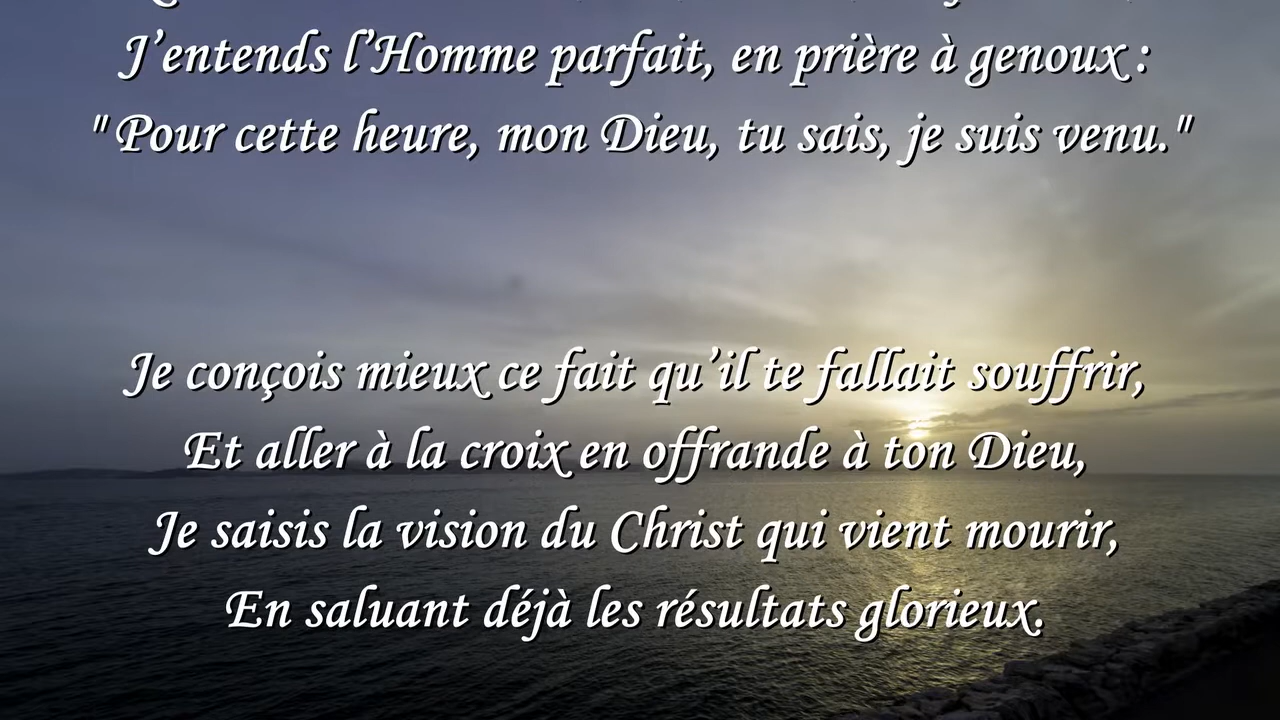 J’entends l’Homme parfait, en prière à genoux :
"Pour cette heure, mon Dieu, tu sais, je suis venu."
Je conçois mieux ce fait qu’il te fallait souffrir,
Et aller à la croix en offrande à ton Dieu,
Je saisis la vision du Christ qui vient mourir,
En saluant déjà les résultats glorieux.